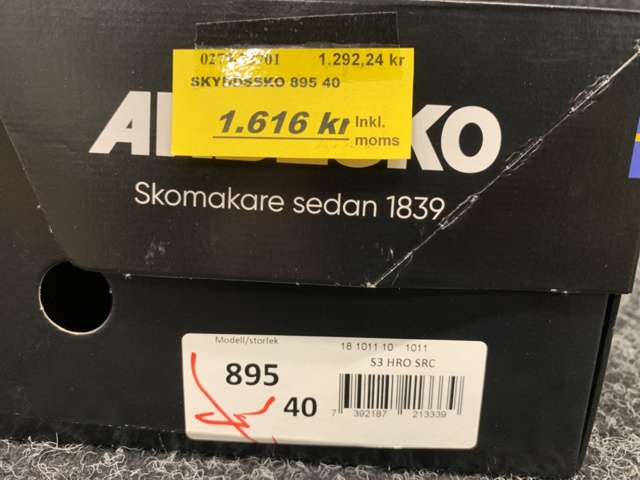 1.292,24 kr
SKYDDSSKO 895 40
1.616 kr Inkl. moms
Skomakare sedan 1839
Modell/storlek
18 1011 10 1011
S3 HRO SRC
895
40
7 392187 213339